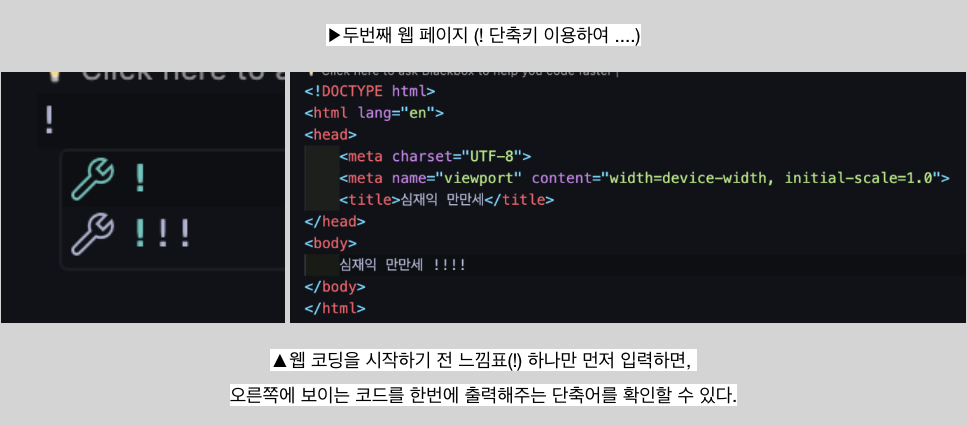 ▶두번째 웹 페이지 (! 단축키 이용하여 ....)
💡 Click here to a
!
!
!!!
💡 Click here to ask Blackbox to help you code faster |
<!DOCTYPE html>
<html lang="en">
<head>
<meta charset="UTF-8">
<meta name="viewport" content="width=device-width, initial-scale=1.0">
<title>심재익 만만세</title>
</head>
<body>
심재익 만만세 !!!!
</body>
</html>
▲웹 코딩을 시작하기 전 느낌표(!) 하나만 먼저 입력하면,
오른쪽에 보이는 코드를 한번에 출력해주는 단축어를 확인할 수 있다.